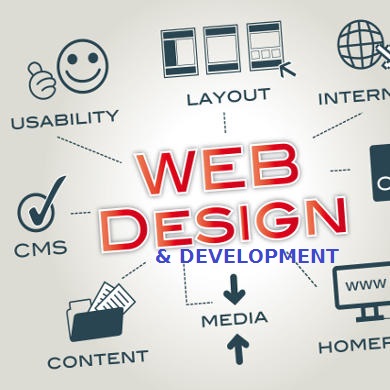 USABILITY
LAYOUT
INTERN
WEB
DESIGN
& DEVELOPMENT
CMS
CONTENT
MEDIA
WWW
HOMEP